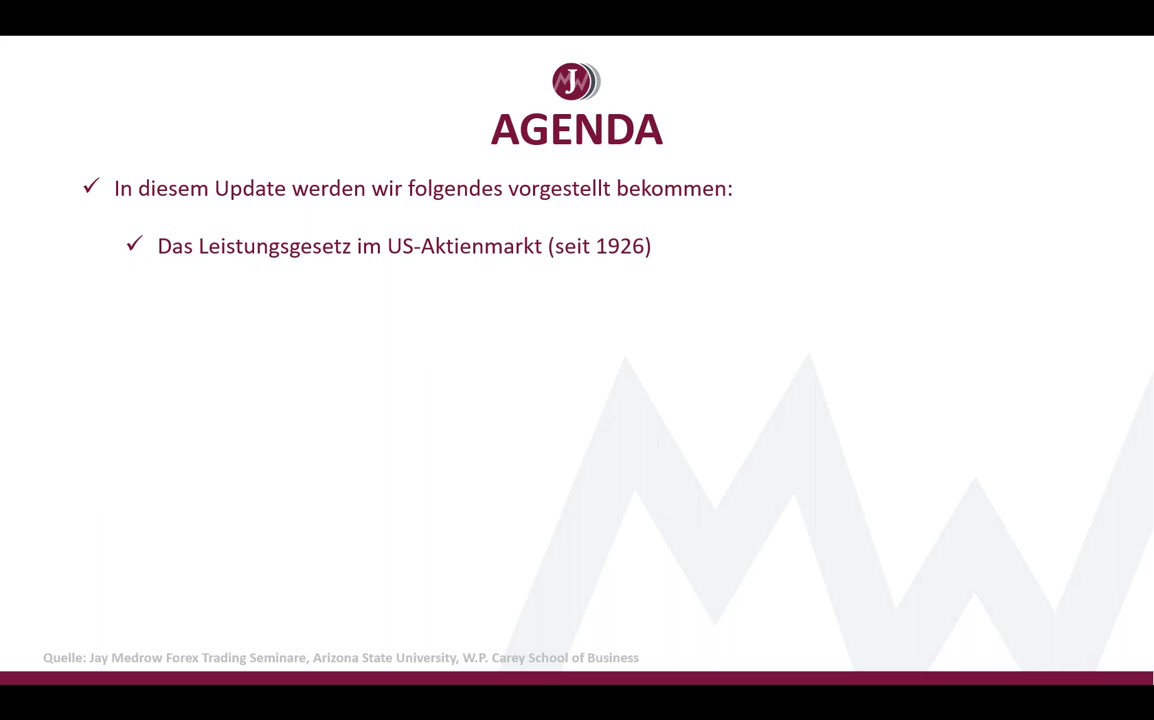 J
AGENDA
✓ In diesem Update werden wir folgendes vorgestellt bekommen:
✓ Das Leistungsgesetz im US-Aktienmarkt (seit 1926)
Quelle: Jay Medrow Forex Trading Seminare, Arizona State University, W.P. Carey School of Business